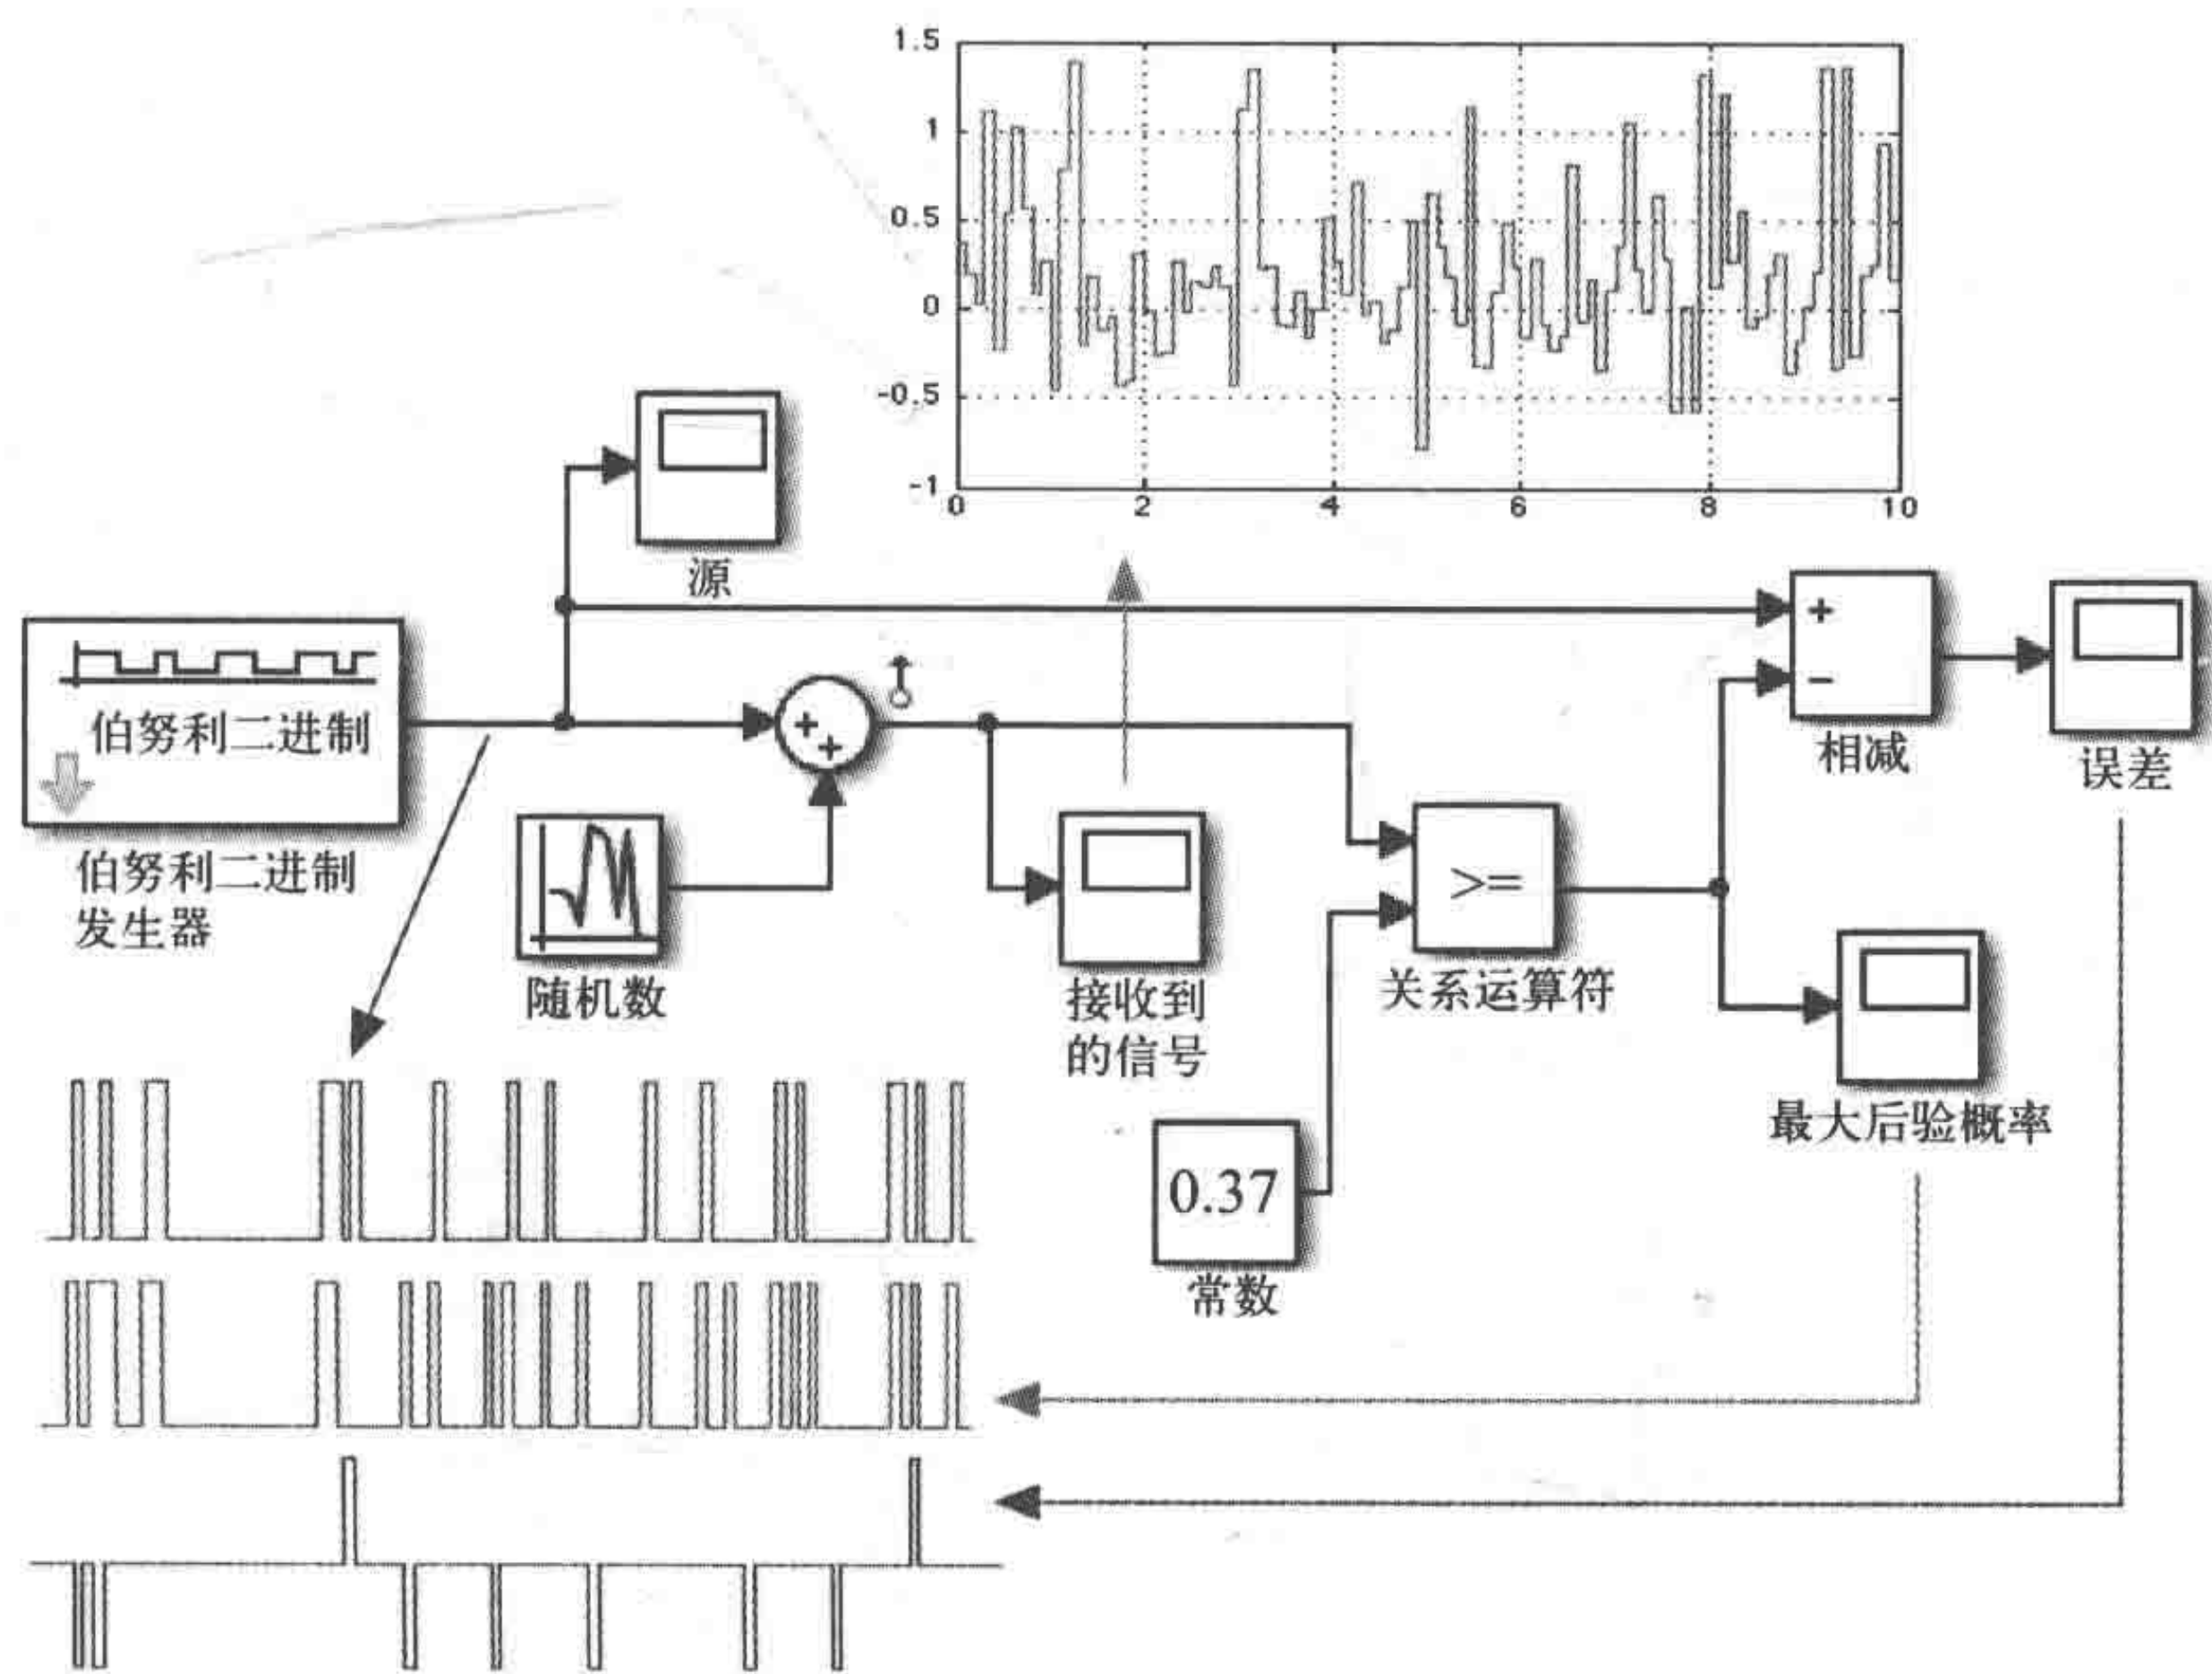 1.5
1
0.5
0
-0.5
-1
0 2 4 6 8 10
源
伯努利二进制
伯努利二进制
发生器
+
+
随机数
接收到
的信号
>=
关系运算符
0.37
常数
+
−
相减
误差
最大后验概率